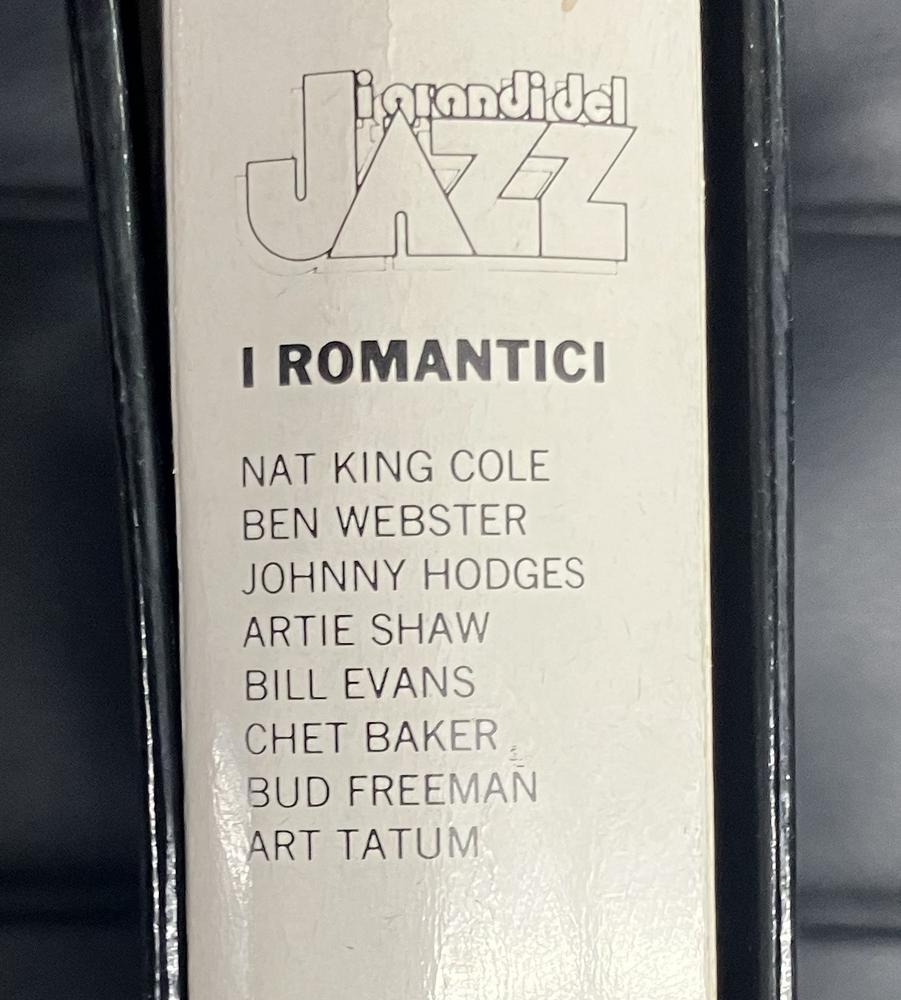 i grandi del
JAZZ
I ROMANTICI
NAT KING COLE
BEN WEBSTER
JOHNNY HODGES
ARTIE SHAW
BILL EVANS
CHET BAKER
BUD FREEMAN
ART TATUM